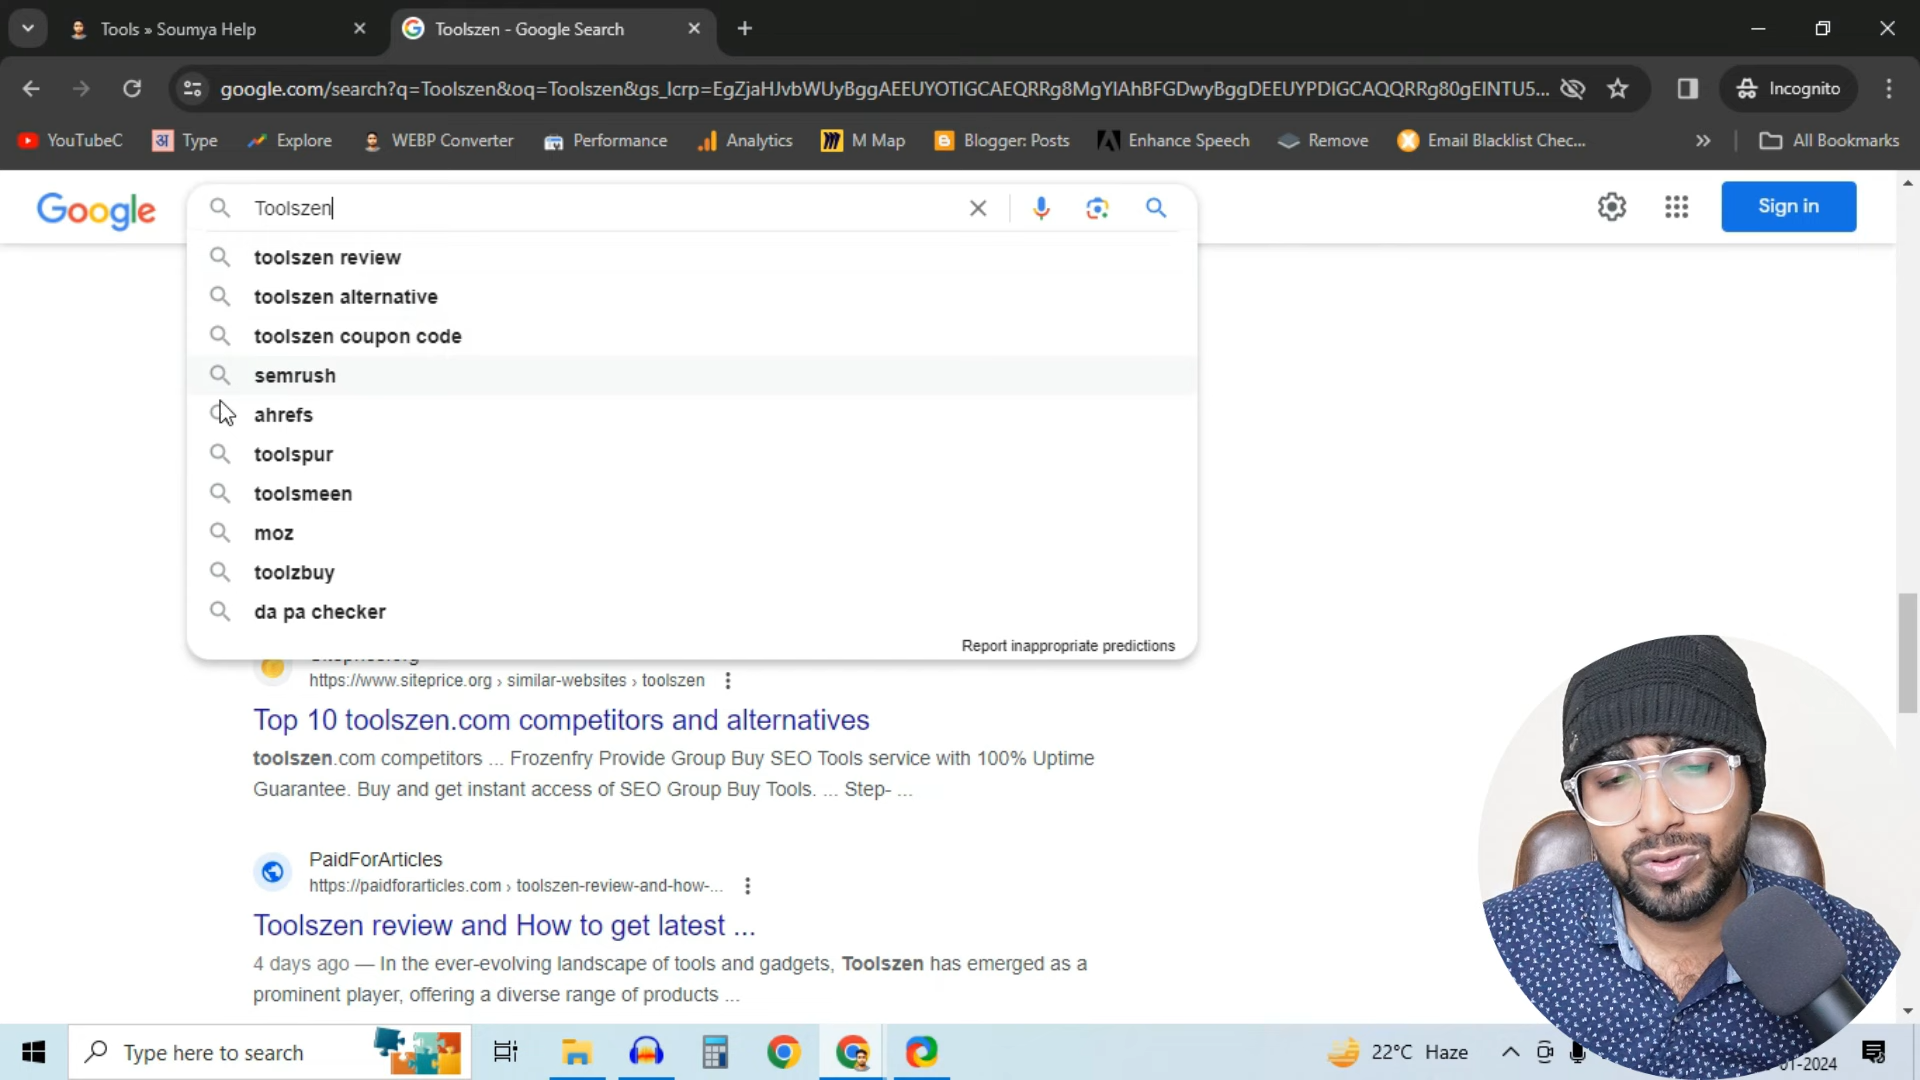 Tools » Soumya Help
Toolszen - Google Search
google.com/search?q=Toolszen&oq=Toolszen&gs_lcrp=EgZjaHJvbWUyBggAEEUYOTIGCAEQRRg8MgYIAhBFGDwyBggDEEUYPDIGCAQQRRg80gEINTU5...
Incognito
YouTubeC
Type
Explore
WEBP Converter
Performance
Analytics
M Map
Blogger: Posts
Enhance Speech
Remove
Email Blacklist Chec...
All Bookmarks
Google
Toolszen
Sign in
toolszen review
toolszen alternative
toolszen coupon code
semrush
ahrefs
toolspur
toolsmeen
moz
toolzbuy
da pa checker
Report inappropriate predictions
https://www.siteprice.org › similar-websites › toolszen
Top 10 toolszen.com competitors and alternatives
toolszen.com competitors ... Frozenfry Provide Group Buy SEO Tools service with 100% Uptime
Guarantee. Buy and get instant access of SEO Group Buy Tools. ... Step- ...
PaidForArticles
https://paidforarticles.com › toolszen-review-and-how-...
Toolszen review and How to get latest ...
4 days ago — In the ever-evolving landscape of tools and gadgets, Toolszen has emerged as a
prominent player, offering a diverse range of products ...
Type here to search
22°C Haze